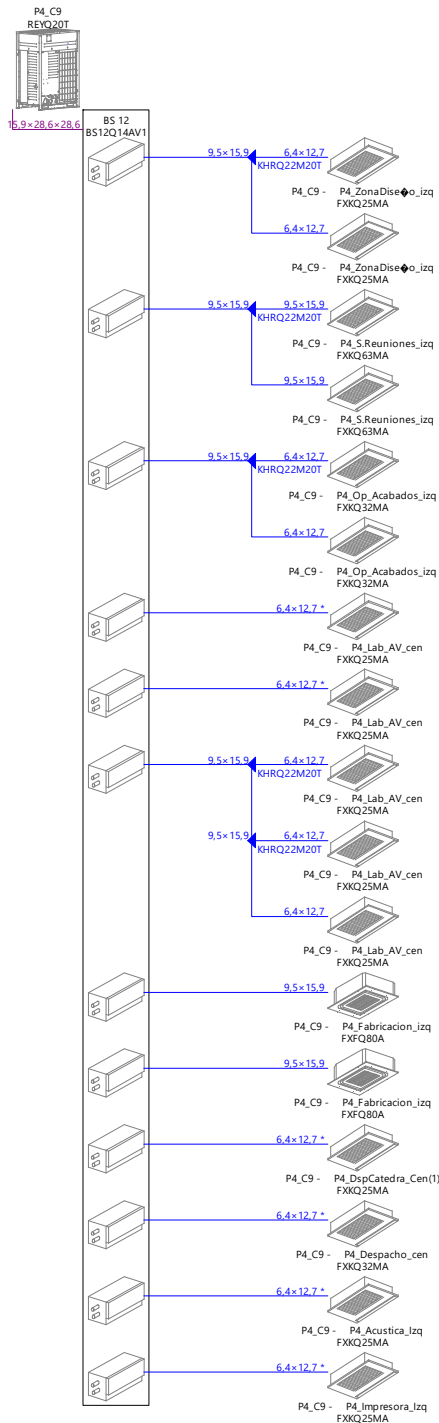 P4_C9
REYQ20T
15,9×28,6×28,6
BS 12
BS12Q14AV1
9,5×15,9
6,4×12,7
KHRQ22M20T
P4_C9 - P4_ZonaDise�o_izq
FXKQ25MA
6,4×12,7
P4_C9 - P4_ZonaDise�o_izq
FXKQ25MA
9,5×15,9
9,5×15,9
KHRQ22M20T
P4_C9 - P4_S.Reuniones_izq
FXKQ63MA
9,5×15,9
P4_C9 - P4_S.Reuniones_izq
FXKQ63MA
9,5×15,9
6,4×12,7
KHRQ22M20T
P4_C9 - P4_Op_Acabados_izq
FXKQ32MA
6,4×12,7
P4_C9 - P4_Op_Acabados_izq
FXKQ32MA
6,4×12,7 *
P4_C9 - P4_Lab_AV_cen
FXKQ25MA
6,4×12,7 *
P4_C9 - P4_Lab_AV_cen
FXKQ25MA
9,5×15,9
6,4×12,7
KHRQ22M20T
P4_C9 - P4_Lab_AV_cen
FXKQ25MA
9,5×15,9
6,4×12,7
KHRQ22M20T
P4_C9 - P4_Lab_AV_cen
FXKQ25MA
6,4×12,7
P4_C9 - P4_Lab_AV_cen
FXKQ25MA
9,5×15,9
P4_C9 - P4_Fabricacion_izq
FXFQ80A
9,5×15,9
P4_C9 - P4_Fabricacion_izq
FXFQ80A
6,4×12,7 *
P4_C9 - P4_DspCatedra_Cen(1)
FXKQ25MA
6,4×12,7 *
P4_C9 - P4_Despacho_cen
FXKQ32MA
6,4×12,7 *
P4_C9 - P4_Acustica_Izq
FXKQ25MA
6,4×12,7 *
P4_C9 - P4_Impresora_Izq
FXKQ25MA